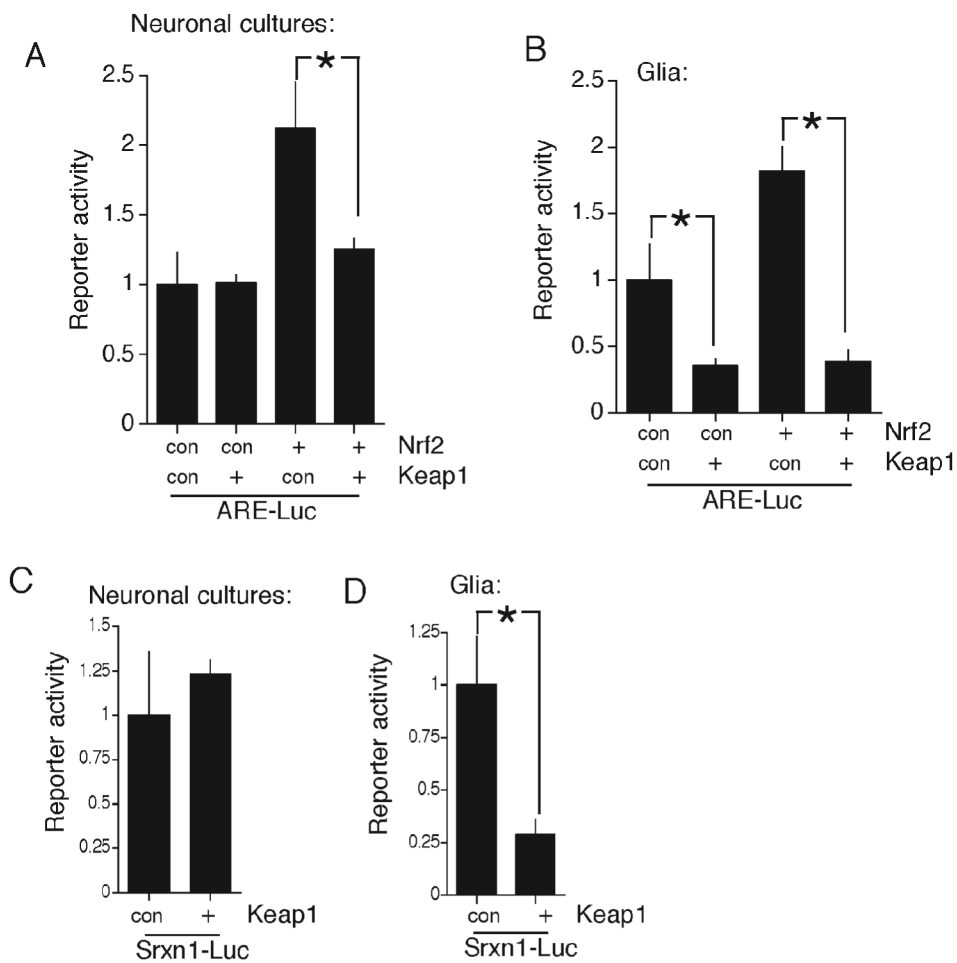 A
Neuronal cultures:
Reporter activity
2.5
2
1.5
1
0.5
0
*
con con + + Nrf2
con + con + Keap1
ARE-Luc
B
Glia:
Reporter activity
2.5
2
1.5
1
0.5
0
*
*
con con + + Nrf2
con + con + Keap1
ARE-Luc
C
Neuronal cultures:
Reporter activity
1.5
1.25
1
0.75
0.5
0.25
0
con + Keap1
Srxn1-Luc
D
Glia:
Reporter activity
1.25
1
0.75
0.5
0.25
0
*
con + Keap1
Srxn1-Luc